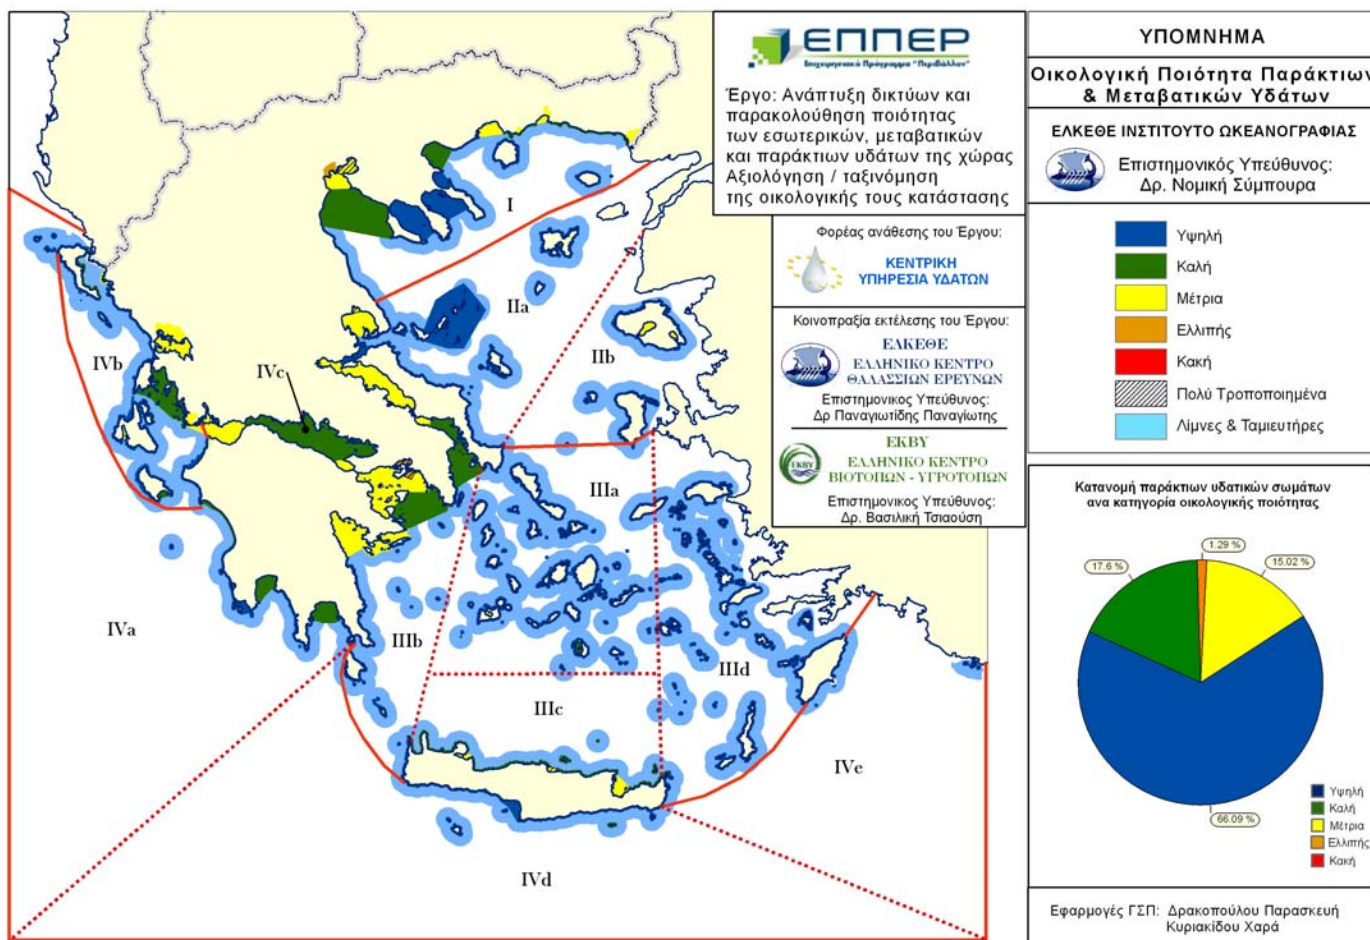 ΕΠΠΕΡ
Επιχειρησιακό Πρόγραμμα "Περιβάλλον"
Έργο: Ανάπτυξη δικτύων και
παρακολούθηση ποιότητας
των εσωτερικών, μεταβατικών
και παράκτιων υδάτων της χώρας
Αξιολόγηση / ταξινόμηση
της οικολογικής τους κατάστασης
Φορέας ανάθεσης του Έργου:
ΚΕΝΤΡΙΚΗ
ΥΠΗΡΕΣΙΑ ΥΔΑΤΩΝ
Κοινοπραξία εκτέλεσης του Έργου:
ΕΛΚΕΘΕ
ΕΛΛΗΝΙΚΟ ΚΕΝΤΡΟ
ΘΑΛΑΣΣΙΩΝ ΕΡΕΥΝΩΝ
Επιστημονικός Υπεύθυνος:
Δρ Παναγιωτίδης Παναγίωτης
ΕΚΒΥ
ΕΚΒΥ
ΕΛΛΗΝΙΚΟ ΚΕΝΤΡΟ
ΒΙΟΤΟΠΩΝ - ΥΓΡΟΤΟΠΩΝ
Επιστημονικος Υπεύθυνος:
Δρ. Βασιλική Τσιαούση
ΥΠΟΜΝΗΜΑ
Οικολογική Ποιότητα Παράκτιων
& Μεταβατικών Υδάτων
ΕΛΚΕΘΕ ΙΝΣΤΙΤΟΥΤΟ ΩΚΕΑΝΟΓΡΑΦΙΑΣ
Επιστημονικός Υπεύθυνος:
Δρ. Νομική Σύμπουρα
Υψηλή
Καλή
Μέτρια
Ελλιπής
Κακή
Πολύ Τροποποιημένα
Λίμνες & Ταμιευτήρες
Κατανομή παράκτιων υδατικών σωμάτων
ανα κατηγορία οικολογικής ποιότητας
1.29 %
17.6 %
15.02 %
66.09 %
Υψηλή
Καλή
Μέτρια
Ελλιπής
Κακή
Εφαρμογές ΓΣΠ: Δρακοπούλου Παρασκευή
Κυριακίδου Χαρά
I
IIa
IIb
IVb
IVc
IIIa
IVa
IIIb
IIId
IIIc
IVe
IVd